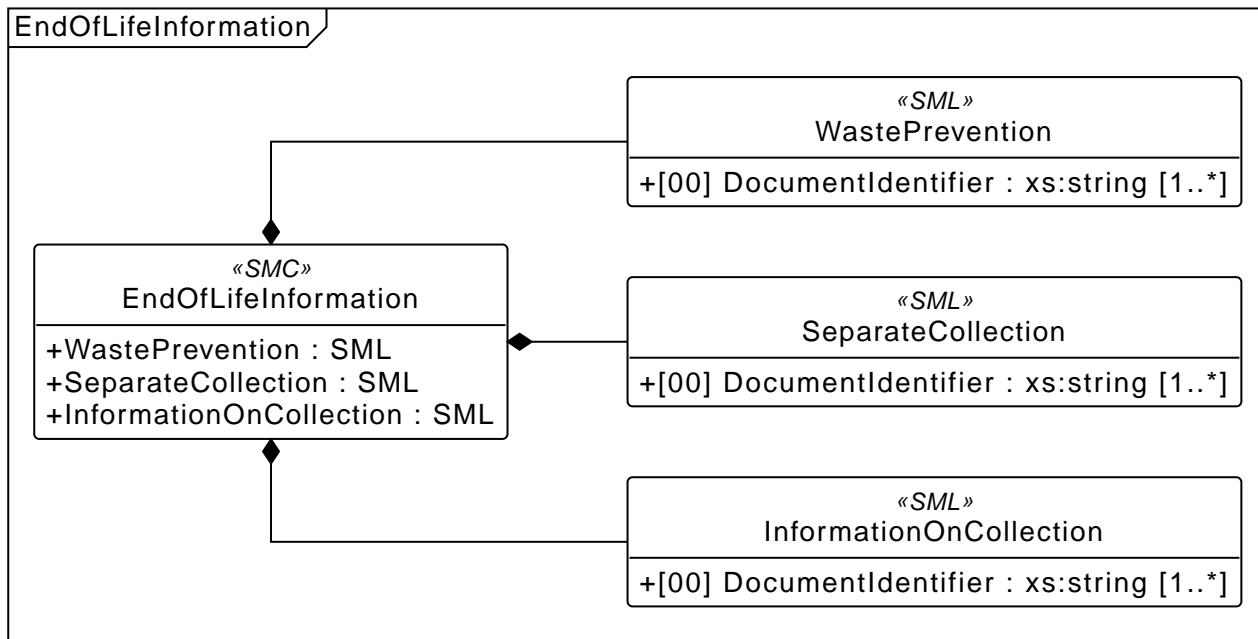 EndOfLifeInformation
«SML»
WastePrevention
+[00] DocumentIdentifier : xs:string [1..*]
«SMC»
EndOfLifeInformation
+WastePrevention : SML
+SeparateCollection : SML
+InformationOnCollection : SML
«SML»
SeparateCollection
+[00] DocumentIdentifier : xs:string [1..*]
«SML»
InformationOnCollection
+[00] DocumentIdentifier : xs:string [1..*]